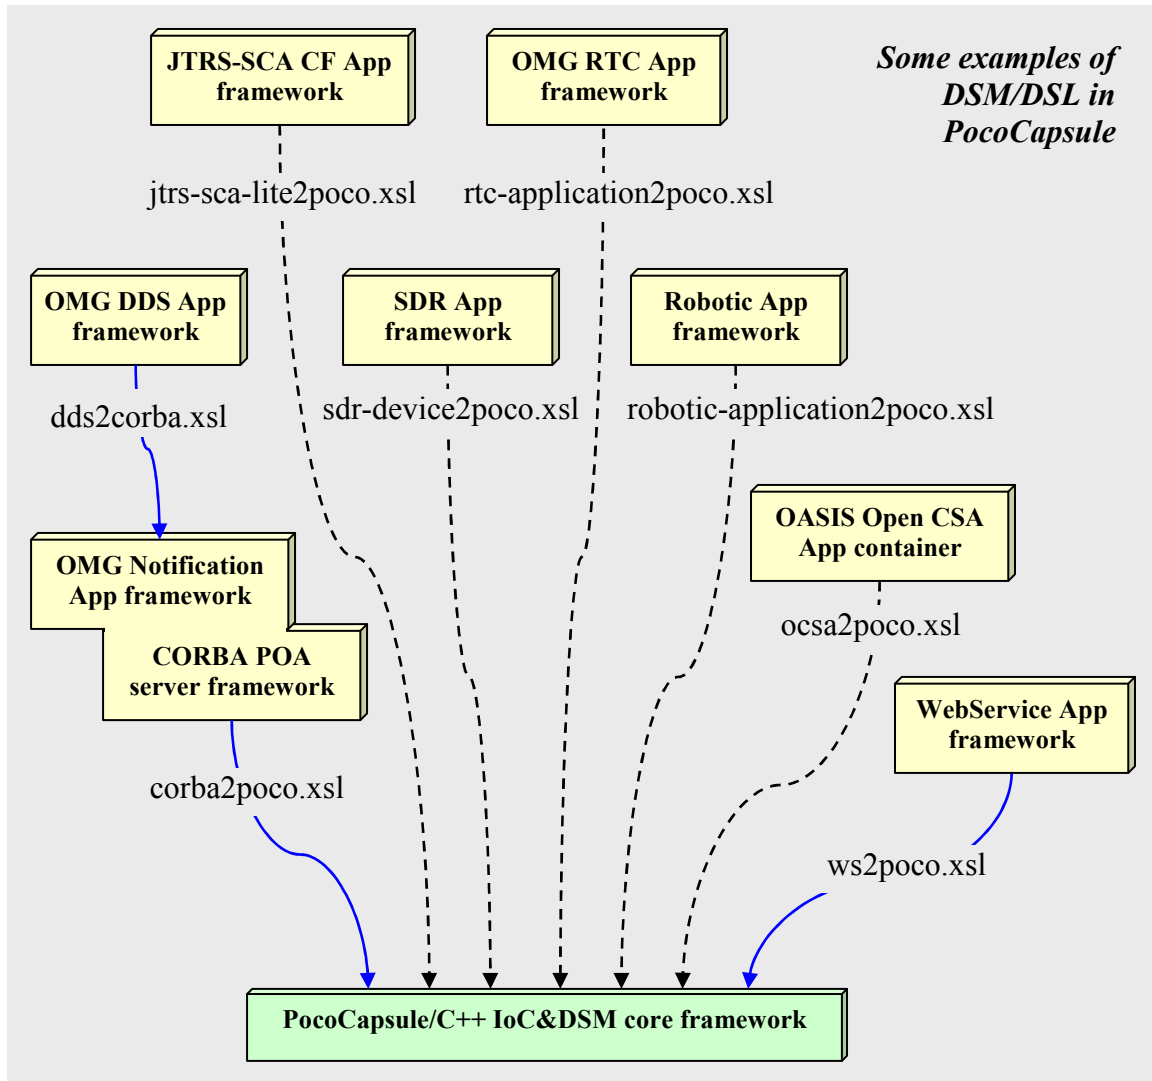 JTRS-SCA CF App
framework
OMG RTC App
framework
Some examples of
DSM/DSL in
PocoCapsule
jtrs-sca-lite2poco.xsl
rtc-application2poco.xsl
OMG DDS App
framework
SDR App
framework
Robotic App
framework
dds2corba.xsl
sdr-device2poco.xsl
robotic-application2poco.xsl
OASIS Open CSA
App container
OMG Notification
App framework
ocsa2poco.xsl
CORBA POA
server framework
WebService App
framework
corba2poco.xsl
ws2poco.xsl
PocoCapsule/C++ IoC&DSM core framework